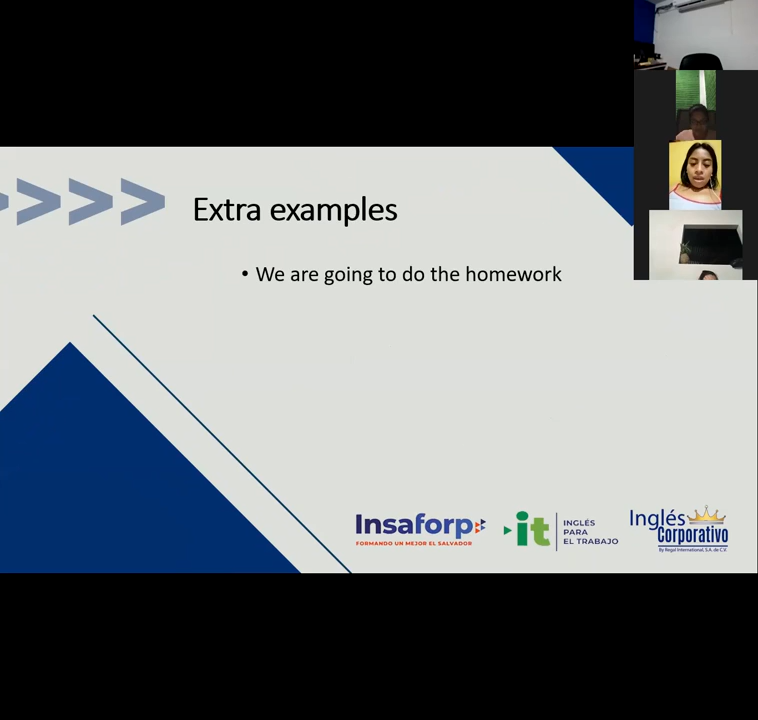 Extra examples
• We are going to do the homework
Insaforp
FORMANDO UN MEJOR EL SALVADOR
it
INGLÉS
PARA
EL TRABAJO
Inglés
Corporativo
By Regal International, S.A. de C.V.